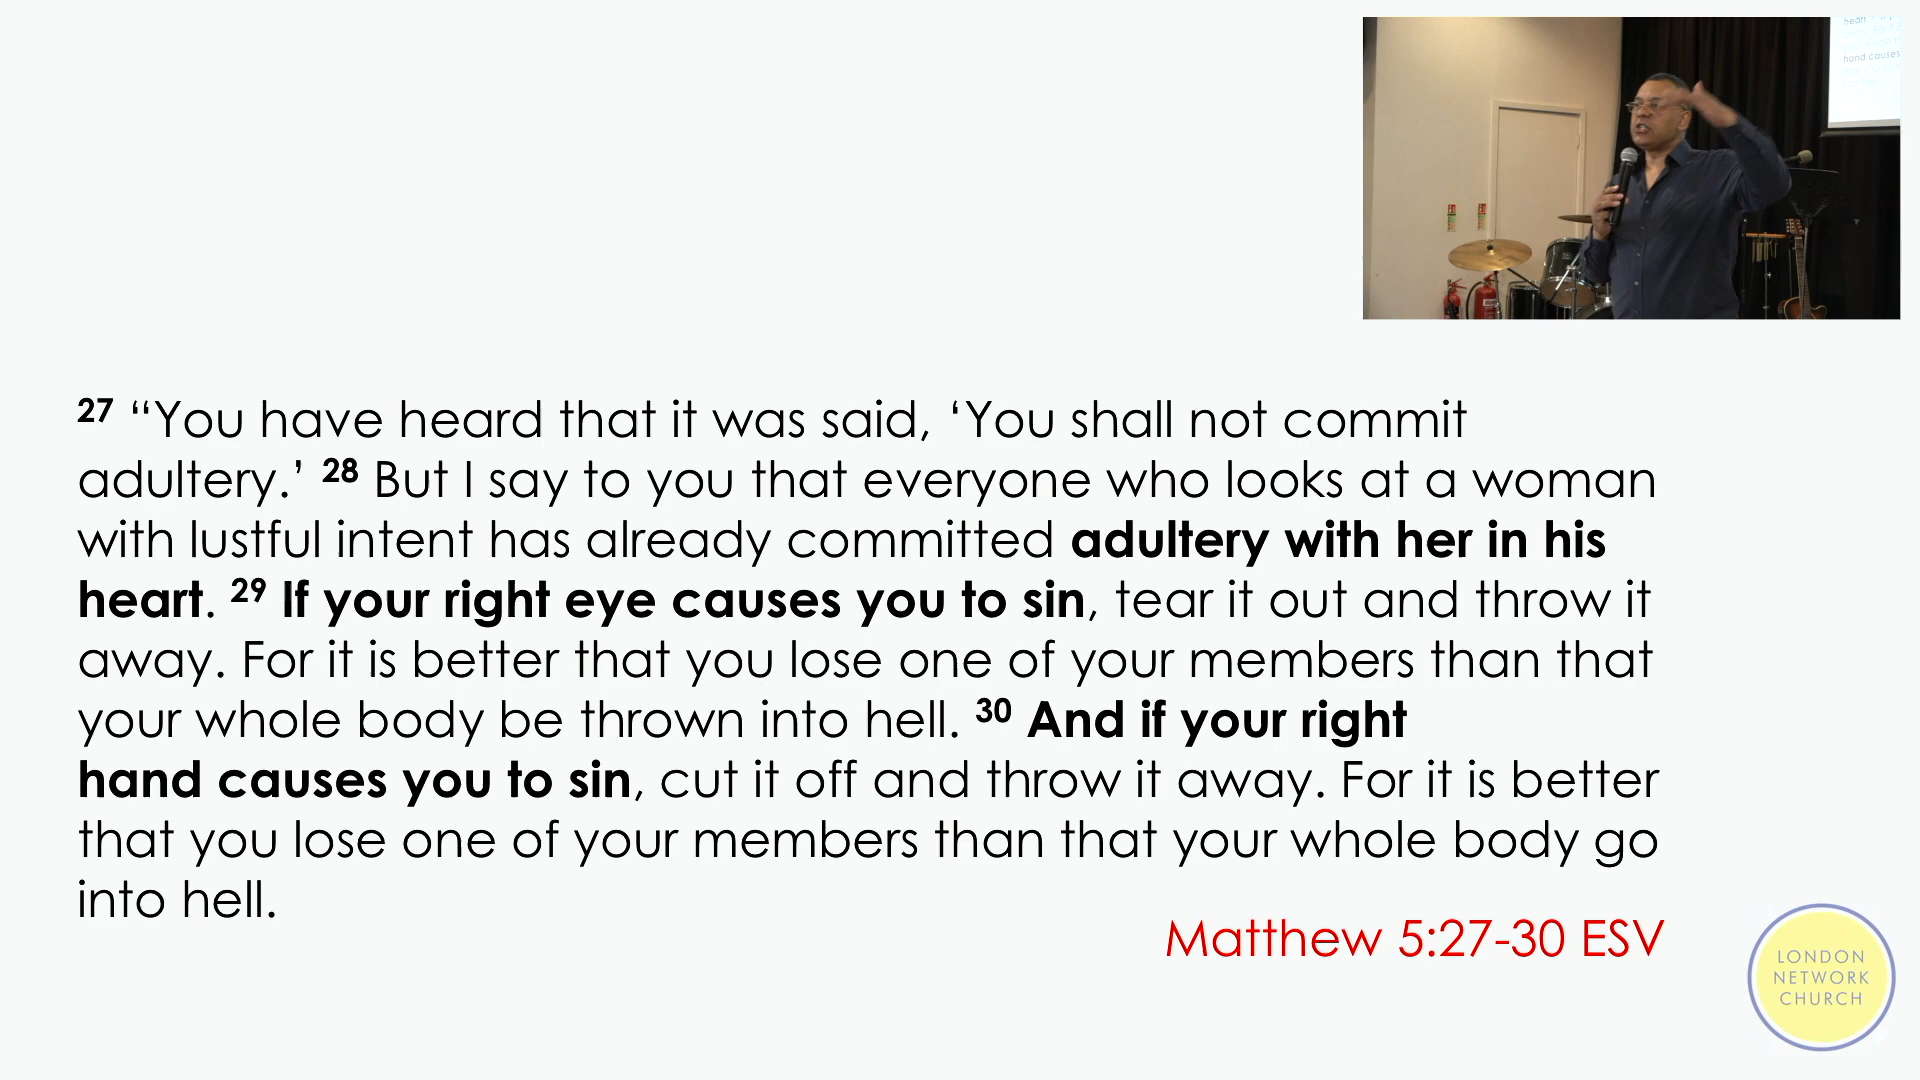 hand causes
27 “You have heard that it was said, ‘You shall not commit
adultery.’ 28 But I say to you that everyone who looks at a woman
with lustful intent has already committed adultery with her in his
heart. 29 If your right eye causes you to sin, tear it out and throw it
away. For it is better that you lose one of your members than that
your whole body be thrown into hell. 30 And if your right
hand causes you to sin, cut it off and throw it away. For it is better
that you lose one of your members than that your whole body go
into hell.
Matthew 5:27-30 ESV
LONDON
NETWORK
CHURCH